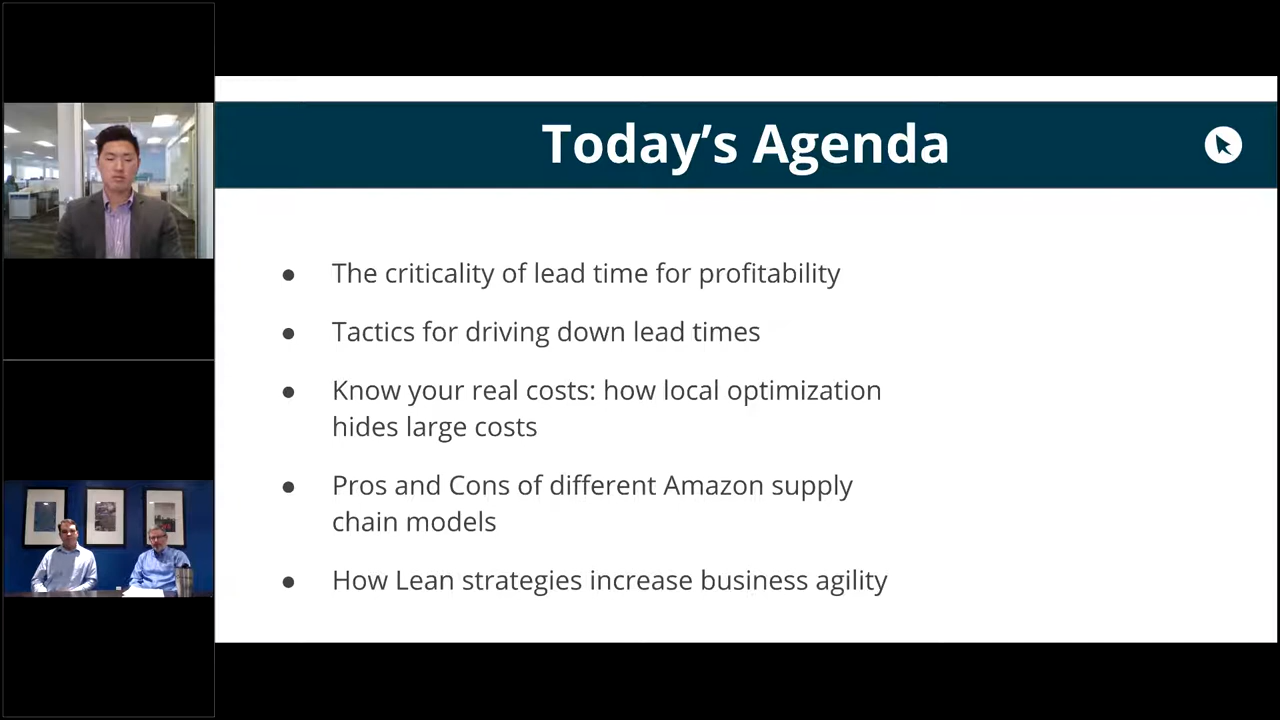 Today’s Agenda
● The criticality of lead time for profitability
● Tactics for driving down lead times
● Know your real costs: how local optimization
hides large costs
● Pros and Cons of different Amazon supply
chain models
● How Lean strategies increase business agility